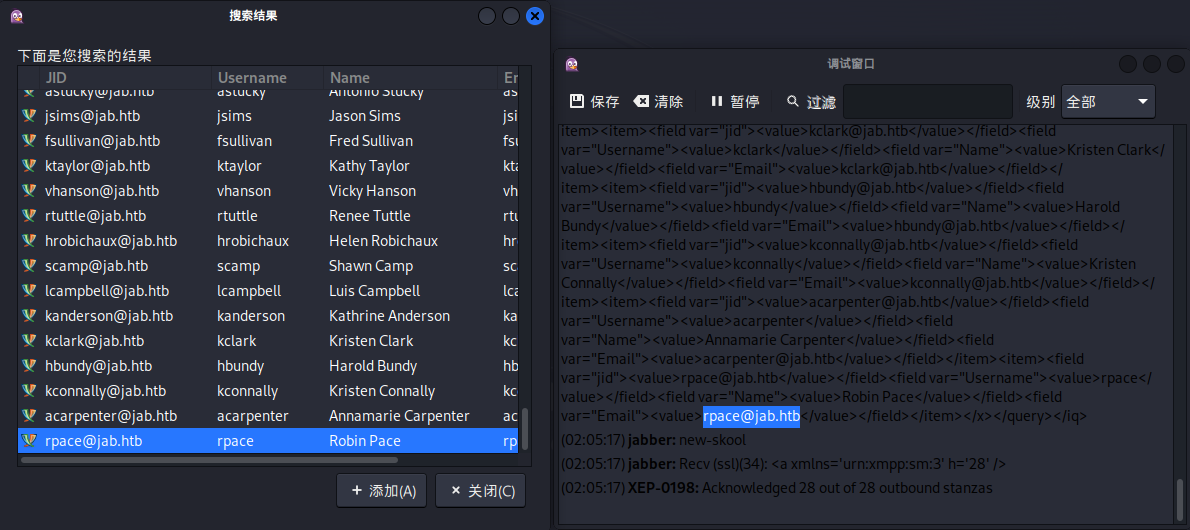 搜索结果
下面是您搜索的结果
JID Username Name Er
astucky@jab.htb astucky Antonio Stucky
jsims@jab.htb jsims Jason Sims jsi
fsullivan@jab.htb fsullivan Fred Sullivan fsu
ktaylor@jab.htb ktaylor Kathy Taylor kta
vhanson@jab.htb vhanson Vicky Hanson vh
rtuttle@jab.htb rtuttle Renee Tuttle rtu
hrobichaux@jab.htb hrobichaux Helen Robichaux hr
scamp@jab.htb scamp Shawn Camp sc
lcampbell@jab.htb lcampbell Luis Campbell lca
kanderson@jab.htb kanderson Kathrine Anderson ka
kclark@jab.htb kclark Kristen Clark kc
hbundy@jab.htb hbundy Harold Bundy hb
kconnally@jab.htb kconnally Kristen Connally kc
acarpenter@jab.htb acarpenter Annamarie Carpenter ac
rpace@jab.htb rpace Robin Pace rp
添加(A) 关闭(C)
调试窗口
保存 清除 暂停 过滤 级别 全部
item><item><field var="jid"><value>kclark@jab.htb</value></field><field
var="Username"><value>kclark</value></field><field var="Name"><value>Kristen Clark</
value></field><field var="Email"><value>kclark@jab.htb</value></field></
item><item><field var="jid"><value>hbundy@jab.htb</value></field><field
var="Username"><value>hbundy</value></field><field var="Name"><value>Harold
Bundy</value></field><field var="Email"><value>hbundy@jab.htb</value></field></
item><item><field var="jid"><value>kconnally@jab.htb</value></field><field
var="Username"><value>kconnally</value></field><field var="Name"><value>Kristen
Connally</value></field><field var="Email"><value>kconnally@jab.htb</value></field></
item><item><field var="jid"><value>acarpenter@jab.htb</value></field><field
var="Username"><value>acarpenter</value></field><field
var="Name"><value>Annamarie Carpenter</value></field><field
var="Email"><value>acarpenter@jab.htb</value></field></item><item><field
var="jid"><value>rpace@jab.htb</value></field><field var="Username"><value>rpace</
value></field><field var="Name"><value>Robin Pace</value></field><field
var="Email"><value>rpace@jab.htb</value></field></item></x></query></iq>
(02:05:17) jabber: new-skool
(02:05:17) jabber: Recv (ssl)(34): <a xmlns='urn:xmpp:sm:3' h='28' />
(02:05:17) XEP-0198: Acknowledged 28 out of 28 outbound stanzas